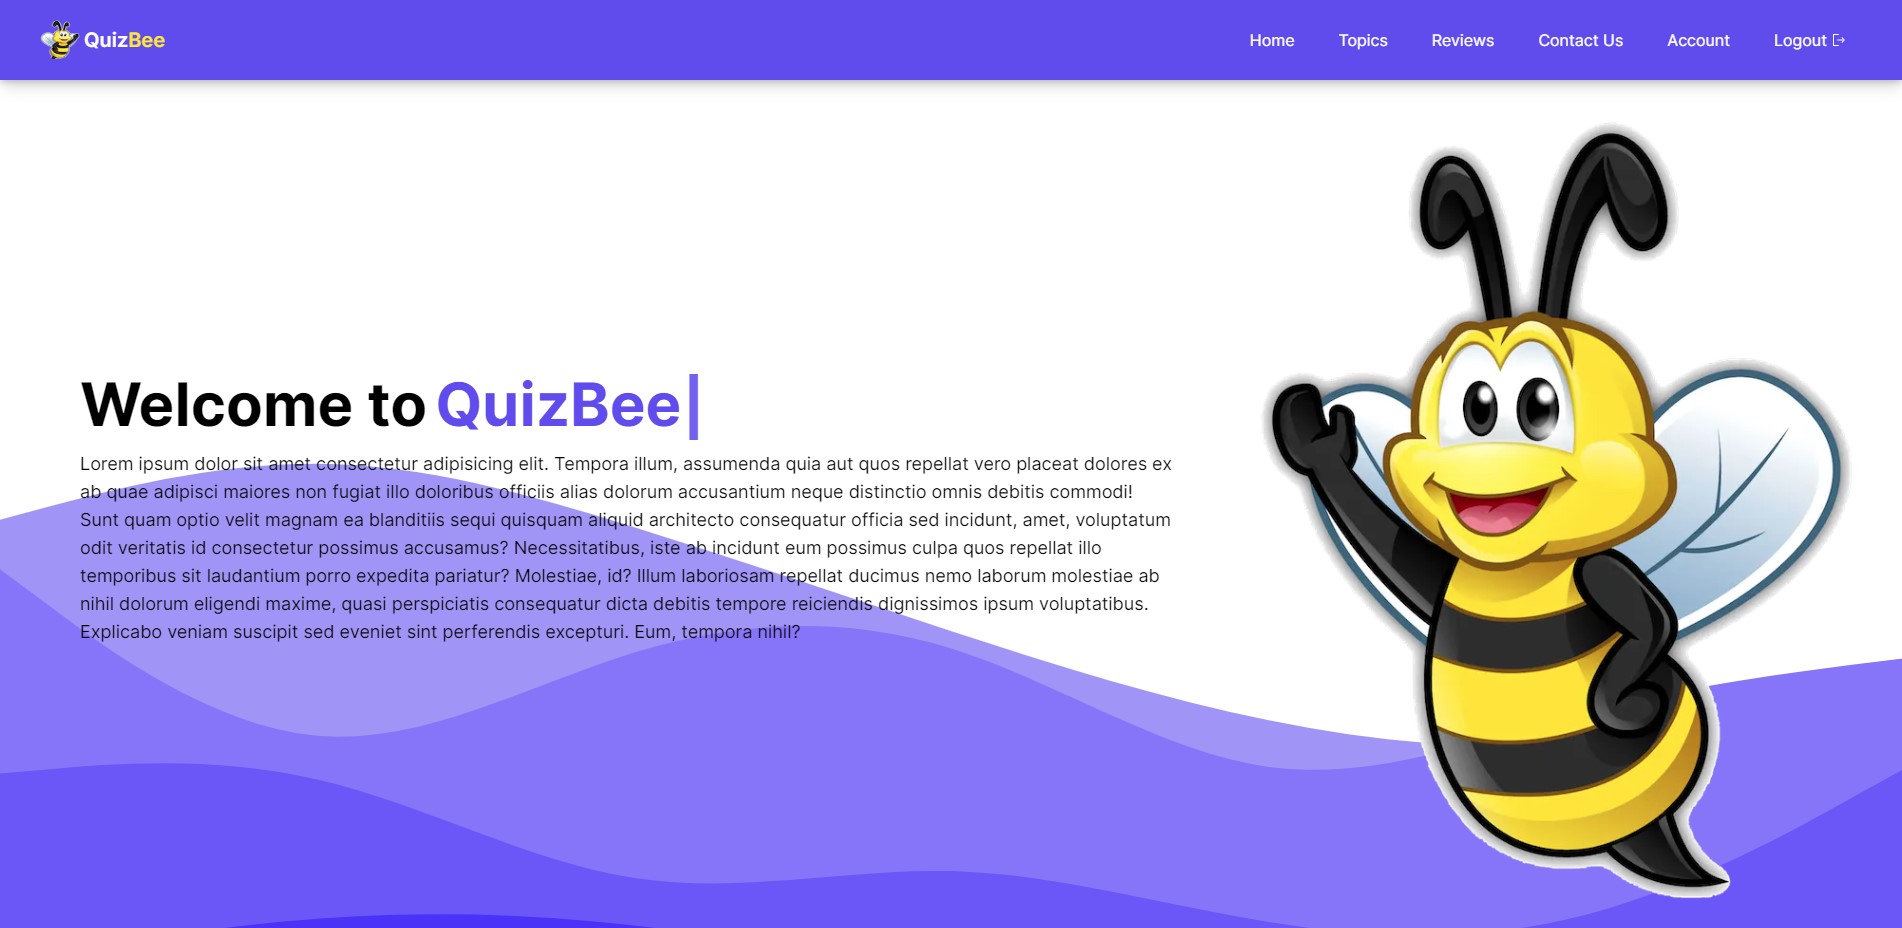 QuizBee
Home
Topics
Reviews
Contact Us
Account
Logout
Welcome to QuizBee|
Lorem ipsum dolor sit amet consectetur adipisicing elit. Tempora illum, assumenda quia aut quos repellat vero placeat dolores ex
ab quae adipisci maiores non fugiat illo doloribus officiis alias dolorum accusantium neque distinctio omnis debitis commodi!
Sunt quam optio velit magnam ea blanditiis sequi quisquam aliquid architecto consequatur officia sed incidunt, amet, voluptatum
odit veritatis id consectetur possimus accusamus? Necessitatibus, iste ab incidunt eum possimus culpa quos repellat illo
temporibus sit laudantium porro expedita pariatur? Molestiae, id? Illum laboriosam repellat ducimus nemo laborum molestiae ab
nihil dolorum eligendi maxime, quasi perspiciatis consequatur dicta debitis tempore reiciendis dignissimos ipsum voluptatibus.
Explicabo veniam suscipit sed eveniet sint perferendis excepturi. Eum, tempora nihil?